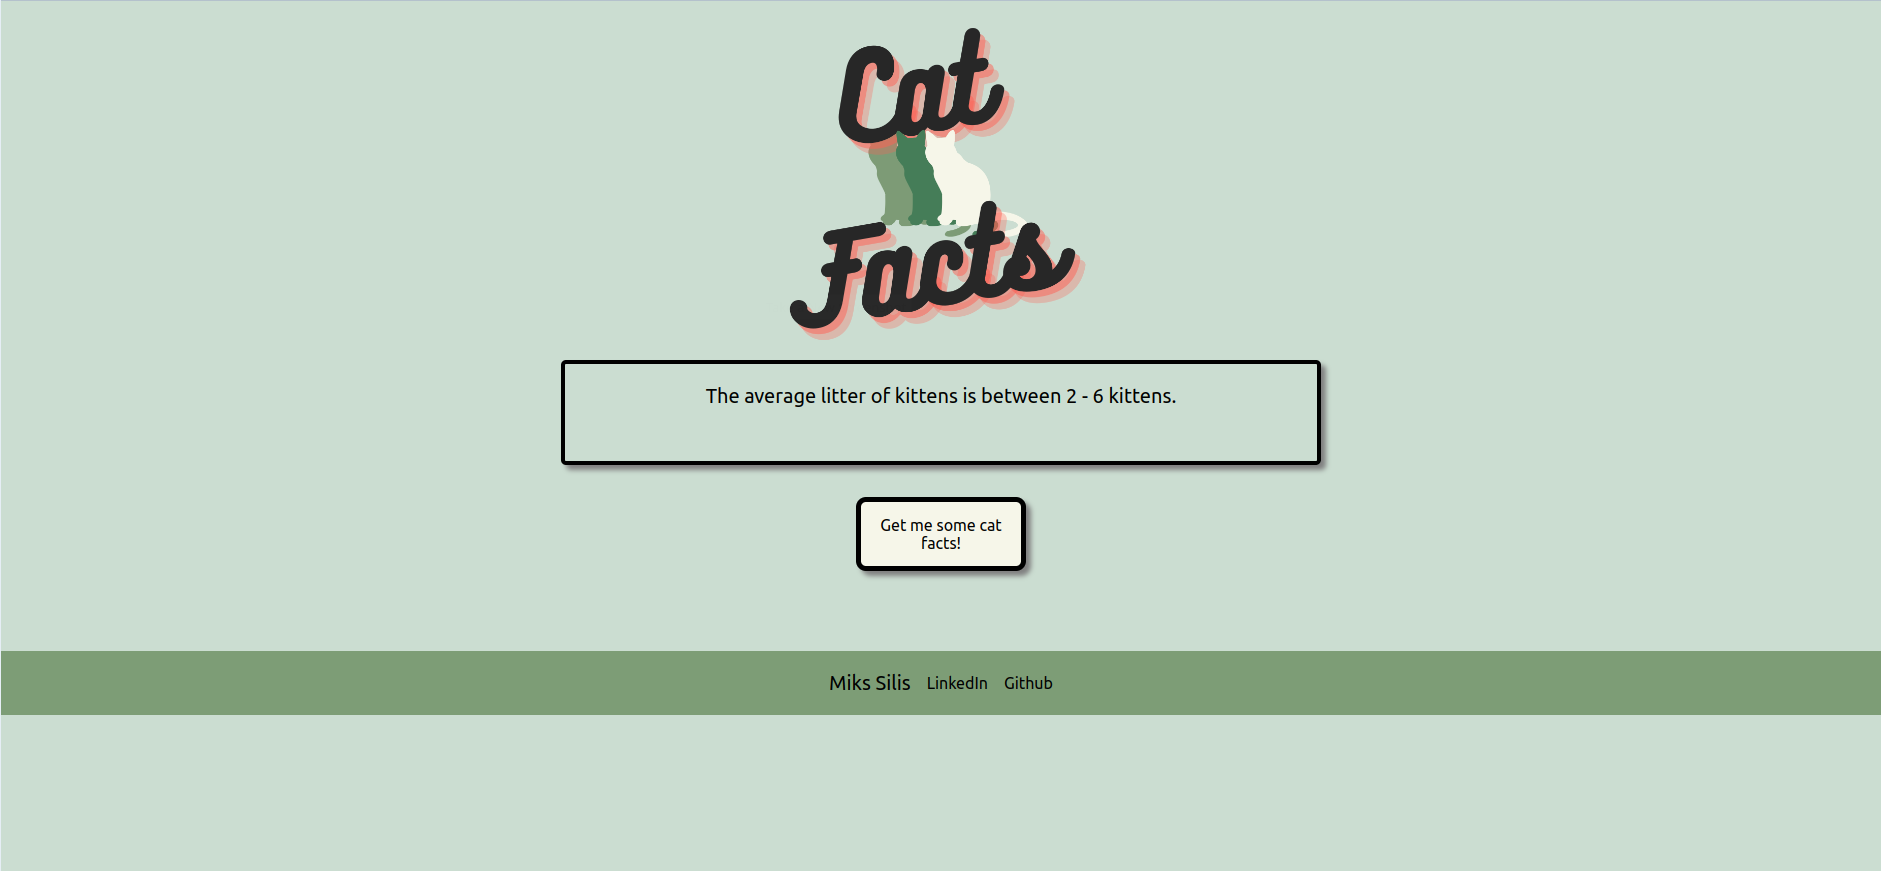 Cat
Facts
The average litter of kittens is between 2 - 6 kittens.
Get me some cat
facts!
Miks Silis LinkedIn Github